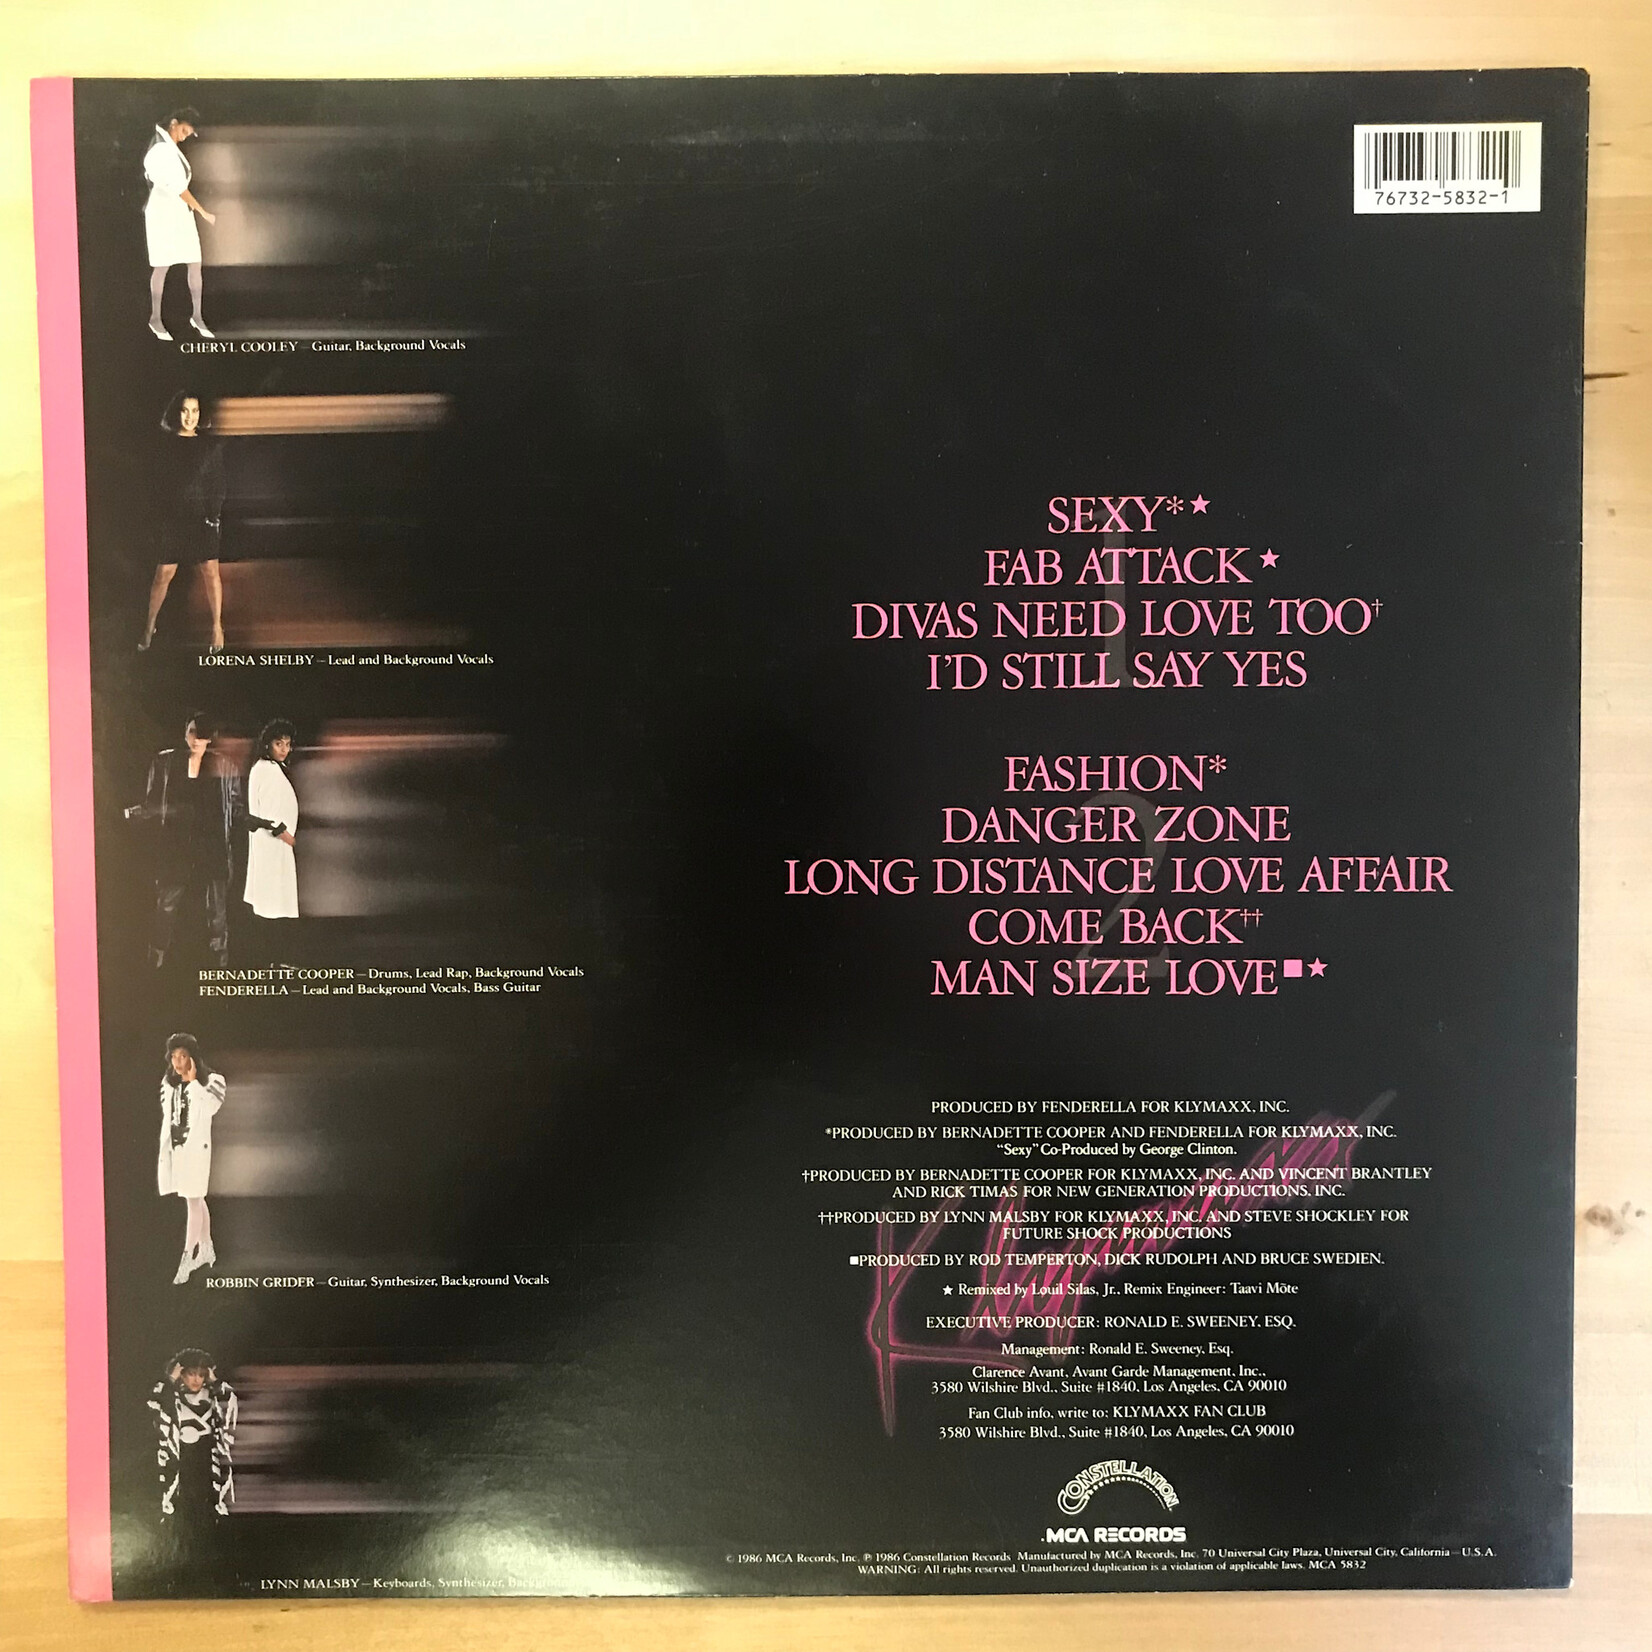 76732-5832-1
CHERYL COOLEY – Guitar, Background Vocals
LORENA SHELBY – Lead and Background Vocals
BERNADETTE COOPER – Drums, Lead Rap, Background Vocals
FENDERELLA – Lead and Background Vocals, Bass Guitar
ROBBIN GRIDER – Guitar, Synthesizer, Background Vocals
LYNN MALSBY – Keyboards, Synthesizer,
1
SEXY*★
FAB ATTACK★
DIVAS NEED LOVE TOO†
I'D STILL SAY YES
2
FASHION*
DANGER ZONE
LONG DISTANCE LOVE AFFAIR
COME BACK††
MAN SIZE LOVE■★
Klymaxx
PRODUCED BY FENDERELLA FOR KLYMAXX, INC.
*PRODUCED BY BERNADETTE COOPER AND FENDERELLA FOR KLYMAXX, INC.
"Sexy" Co-Produced by George Clinton.
†PRODUCED BY BERNADETTE COOPER FOR KLYMAXX, INC. AND VINCENT BRANTLEY
AND RICK TIMAS FOR NEW GENERATION PRODUCTIONS, INC.
††PRODUCED BY LYNN MALSBY FOR KLYMAXX, INC. AND STEVE SHOCKLEY FOR
FUTURE SHOCK PRODUCTIONS
■PRODUCED BY ROD TEMPERTON, DICK RUDOLPH AND BRUCE SWEDIEN.
★ Remixed by Louil Silas, Jr., Remix Engineer: Taavi Mõte
EXECUTIVE PRODUCER: RONALD E. SWEENEY, ESQ.
Management: Ronald E. Sweeney, Esq.
Clarence Avant, Avant Garde Management, Inc.,
3580 Wilshire Blvd., Suite #1840, Los Angeles, CA 90010
Fan Club info, write to: KLYMAXX FAN CLUB
3580 Wilshire Blvd., Suite #1840, Los Angeles, CA 90010
CONSTELLATION
MCA RECORDS
© 1986 MCA Records, Inc. ℗ 1986 Constellation Records Manufactured by MCA Records, Inc. 70 Universal City Plaza, Universal City, California – U.S.A.
WARNING: All rights reserved. Unauthorized duplication is a violation of applicable laws. MCA 5832